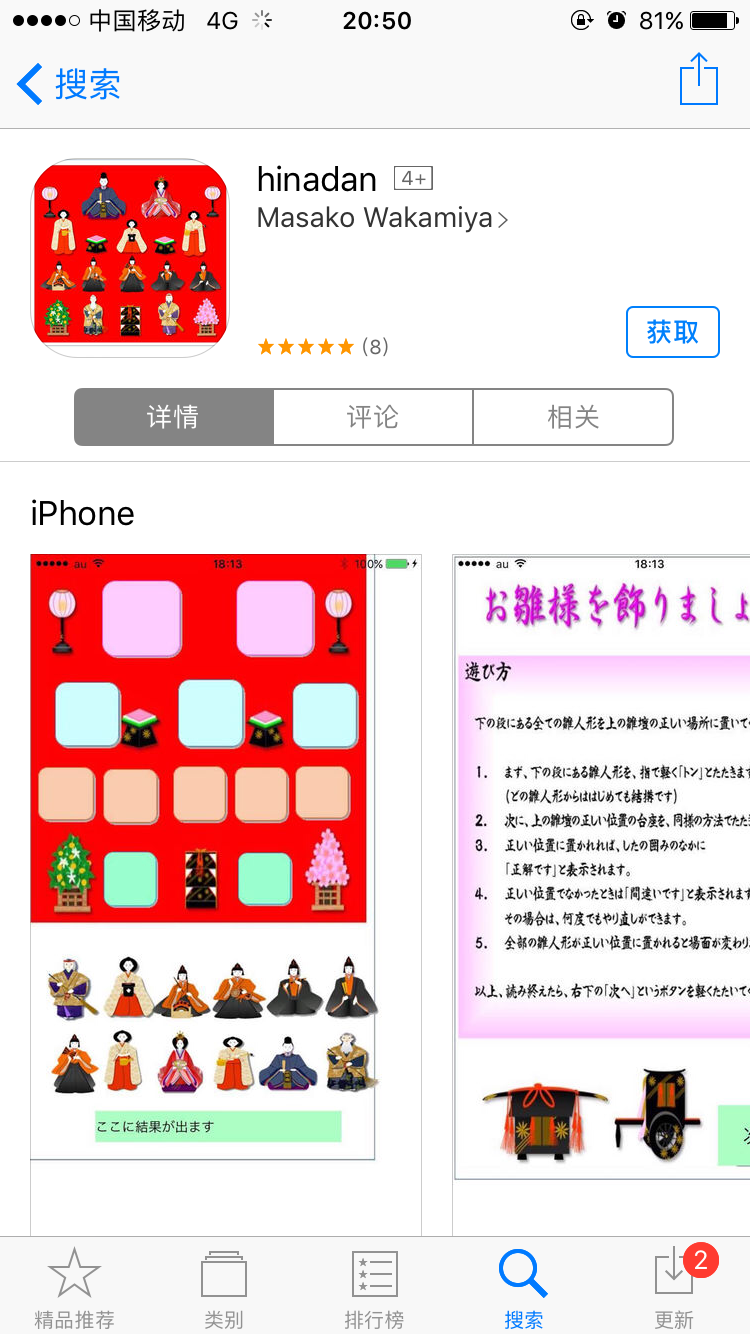 中国移动 4G 20:50 81%
搜索
hinadan 4+
Masako Wakamiya
(8)
获取
详情 评论 相关
iPhone
au 18:13 100%
ここに結果が出ます
au 18:13
お雛様を飾りましょ
遊び方
下の段にある全ての雛人形を上の雛壇の正しい場所に置いて
1. まず、下の段にある雛人形を、指で軽く「トン」とたたきます
(どの雛人形からはじめても結構です)
2. 次に、上の雛壇の正しい位置の台座を、同様の方法でたた
3. 正しい位置に置かれれば、したの囲みのなかに
「正解です」と表示されます。
4. 正しい位置でなかったときは「間違いです」と表示されます
その場合は、何度でもやり直しができます。
5. 全部の雛人形が正しい位置に置かれると場面が変わり
以上、読み終えたら、右下の「次へ」というボタンを軽くたたいて
精品推荐 类别 排行榜 搜索 更新
2